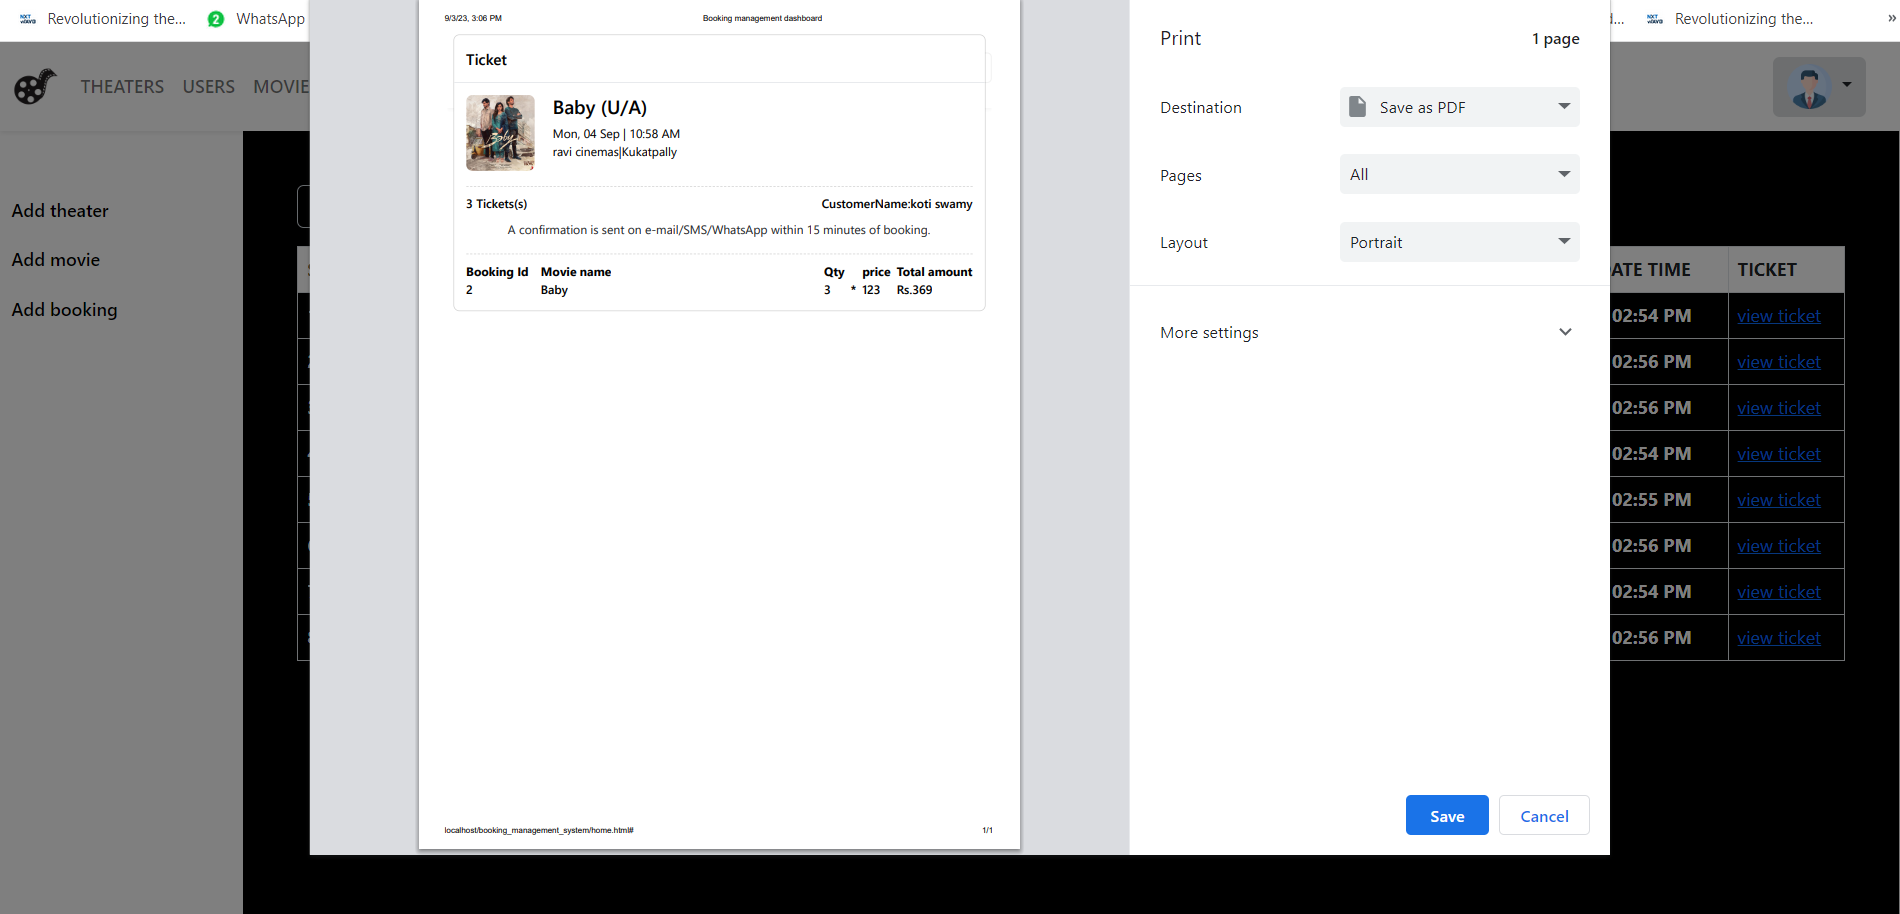 Revolutionizing the...
2 WhatsApp
Revolutionizing the...
»
THEATERS USERS MOVIE
Add theater
Add movie
Add booking
9/3/23, 3:06 PM Booking management dashboard
Ticket
Baby (U/A)
Mon, 04 Sep | 10:58 AM
ravi cinemas|Kukatpally
3 Tickets(s) CustomerName:koti swamy
A confirmation is sent on e-mail/SMS/WhatsApp within 15 minutes of booking.
Booking Id Movie name Qty price Total amount
2 Baby 3 * 123 Rs.369
localhost/booking_management_system/home.html# 1/1
Print 1 page
Destination Save as PDF
Pages All
Layout Portrait
More settings
Save Cancel
ATE TIME TICKET
02:54 PM view ticket
02:56 PM view ticket
02:56 PM view ticket
02:54 PM view ticket
02:55 PM view ticket
02:56 PM view ticket
02:54 PM view ticket
02:56 PM view ticket